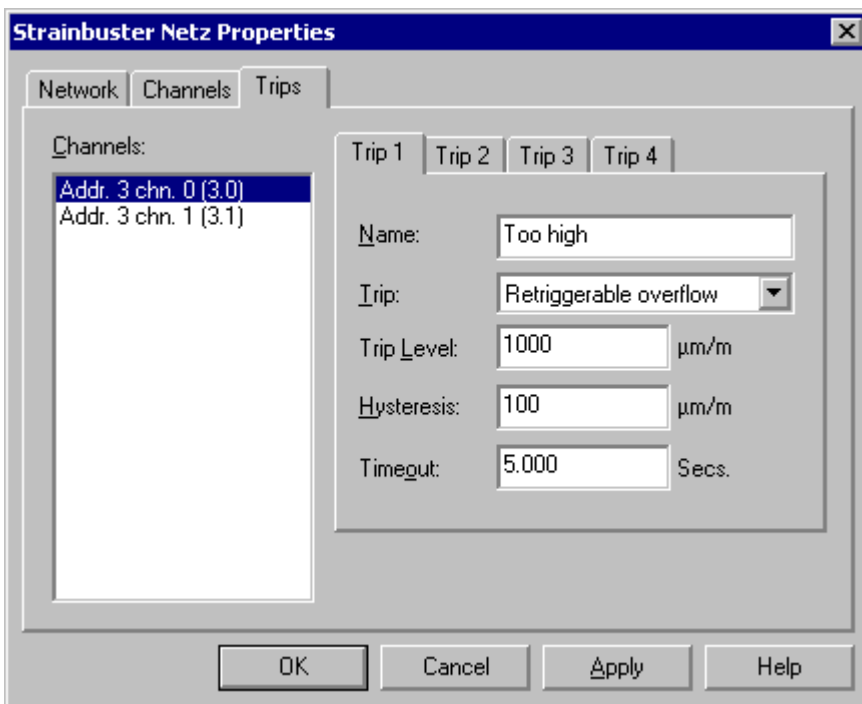 Strainbuster Netz Properties
Network Channels Trips
Channels:
Addr. 3 chn. 0 (3.0)
Addr. 3 chn. 1 (3.1)
Trip 1 Trip 2 Trip 3 Trip 4
Name: Too high
Trip: Retriggerable overflow
Trip Level: 1000 µm/m
Hysteresis: 100 µm/m
Timeout: 5.000 Secs.
OK Cancel Apply Help